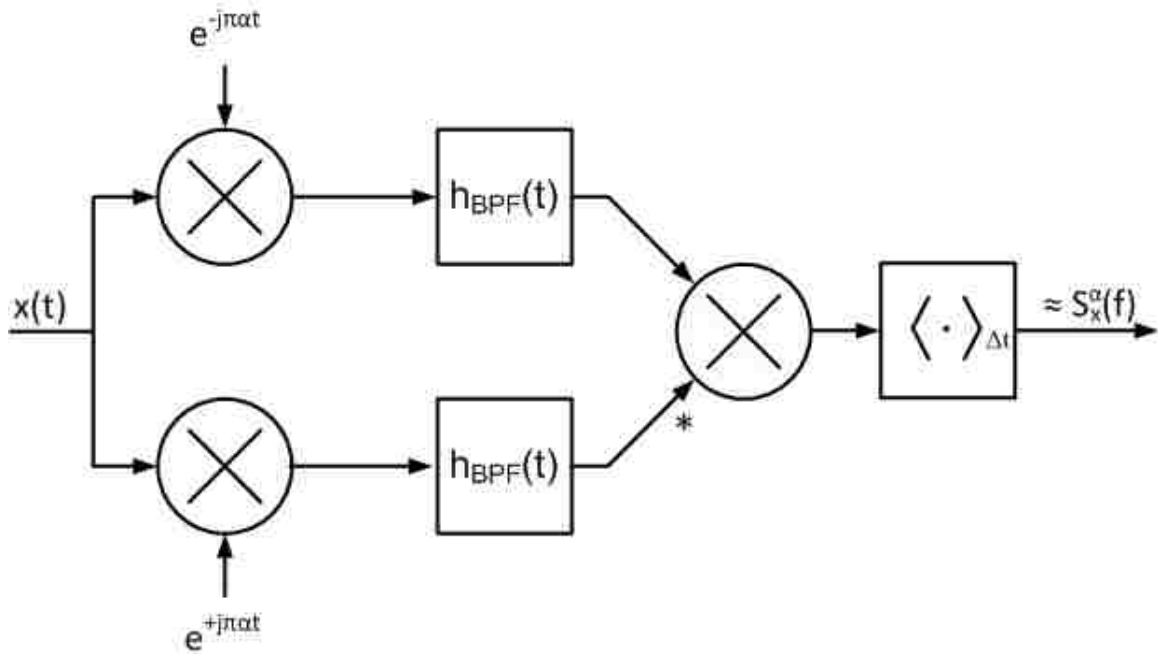 e^{-jπαt}
h_{BPF}(t)
x(t)
⟨ · ⟩_{Δt}
≈ S_x^α(f)
*
h_{BPF}(t)
e^{+jπαt}